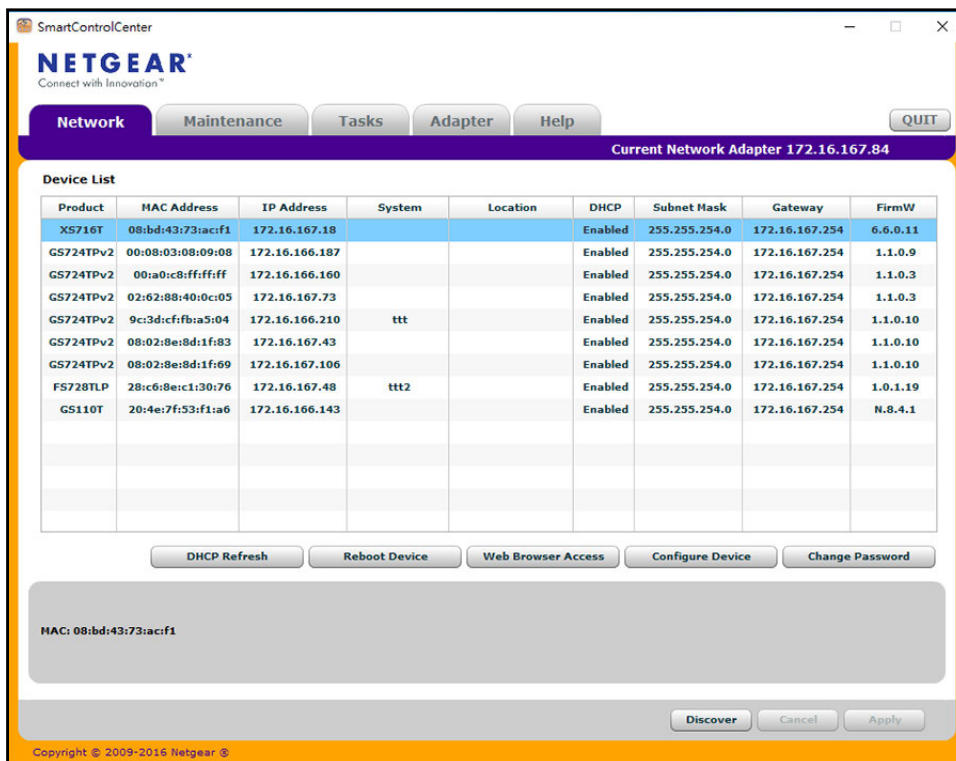 SmartControlCenter
NETGEAR®
Connect with Innovation™
Network Maintenance Tasks Adapter Help QUIT
Current Network Adapter 172.16.167.84
Device List
Product MAC Address IP Address System Location DHCP Subnet Mask Gateway FirmW
XS716T 08:bd:43:73:ac:f1 172.16.167.18 Enabled 255.255.254.0 172.16.167.254 6.6.0.11
GS724TPv2 00:08:03:08:09:08 172.16.166.187 Enabled 255.255.254.0 172.16.167.254 1.1.0.9
GS724TPv2 00:a0:c8:ff:ff:ff 172.16.166.160 Enabled 255.255.254.0 172.16.167.254 1.1.0.3
GS724TPv2 02:62:88:40:0c:05 172.16.167.73 Enabled 255.255.254.0 172.16.167.254 1.1.0.3
GS724TPv2 9c:3d:cf:fb:a5:04 172.16.166.210 ttt Enabled 255.255.254.0 172.16.167.254 1.1.0.10
GS724TPv2 08:02:8e:8d:1f:83 172.16.167.43 Enabled 255.255.254.0 172.16.167.254 1.1.0.10
GS724TPv2 08:02:8e:8d:1f:69 172.16.167.106 Enabled 255.255.254.0 172.16.167.254 1.1.0.10
FS728TLP 28:c6:8e:c1:30:76 172.16.167.48 ttt2 Enabled 255.255.254.0 172.16.167.254 1.0.1.19
GS110T 20:4e:7f:53:f1:a6 172.16.166.143 Enabled 255.255.254.0 172.16.167.254 N.8.4.1
DHCP Refresh Reboot Device Web Browser Access Configure Device Change Password
MAC: 08:bd:43:73:ac:f1
Discover Cancel Apply
Copyright © 2009-2016 Netgear ®